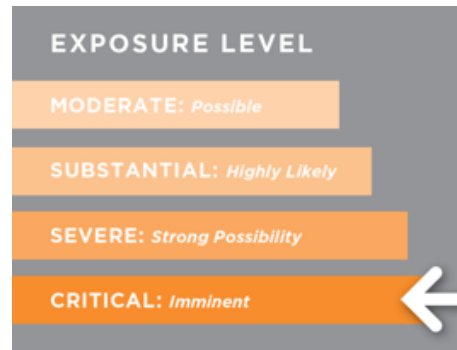 EXPOSURE LEVEL
MODERATE: Possible
SUBSTANTIAL: Highly Likely
SEVERE: Strong Possibility
CRITICAL: Imminent